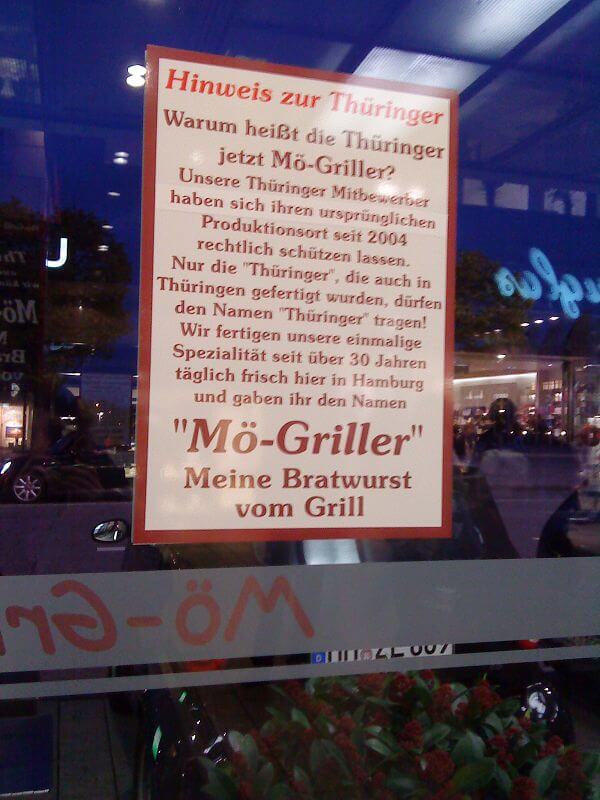 Hinweis zur Thüringer
Warum heißt die Thüringer
jetzt Mö-Griller?
Unsere Thüringer Mitbewerber
haben sich ihren ursprünglichen
Produktionsort seit 2004
rechtlich schützen lassen.
Nur die "Thüringer", die auch in
Thüringen gefertigt wurden, dürfen
den Namen "Thüringer" tragen!
Wir fertigen unsere einmalige
Spezialität seit über 30 Jahren
täglich frisch hier in Hamburg
und gaben ihr den Namen
"Mö-Griller"
Meine Bratwurst
vom Grill
Mö-Gr